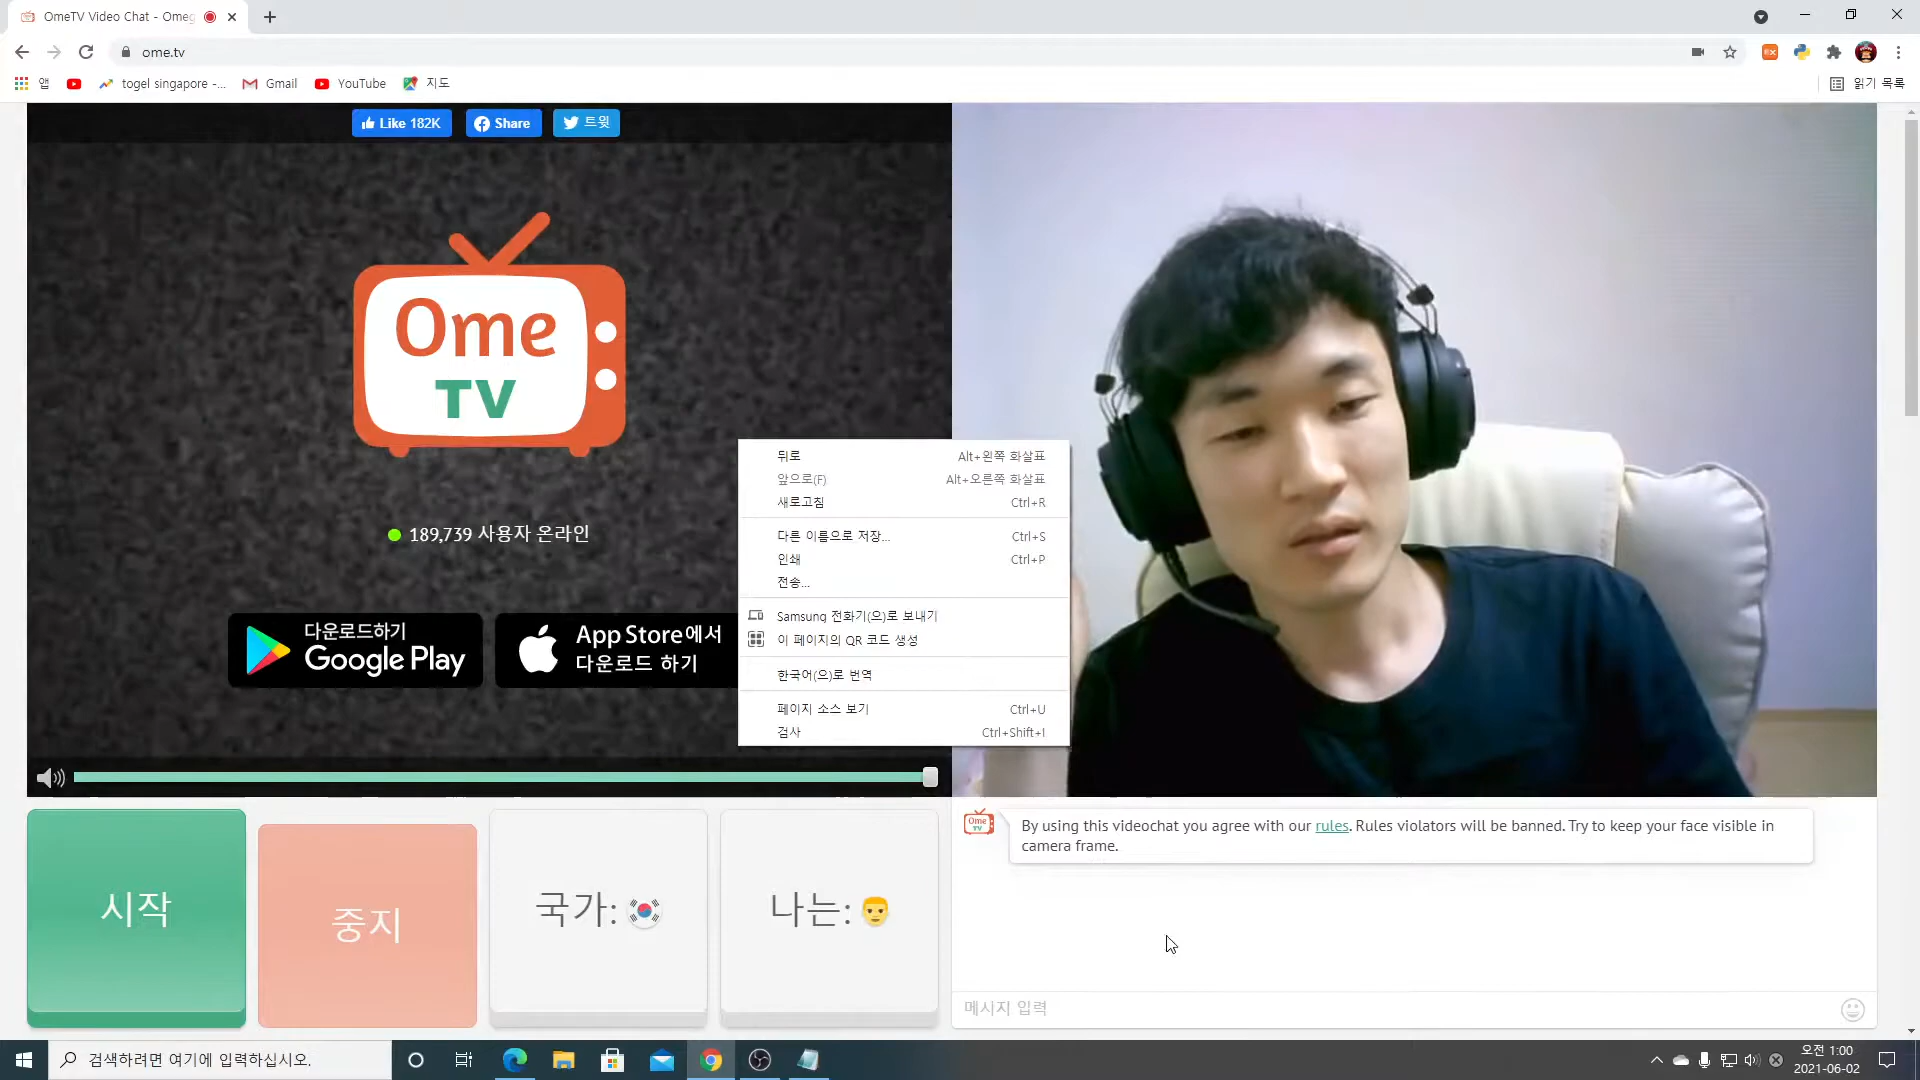 OmeTV Video Chat - Omeg
ome.tv
앱
togel singapore -...
Gmail
YouTube
지도
읽기 목록
Like 182K
Share
트윗
Ome
TV
189,739 사용자 온라인
다운로드하기
Google Play
App Store에서
다운로드 하기
뒤로 Alt+왼쪽 화살표
앞으로(F) Alt+오른쪽 화살표
새로고침 Ctrl+R
다른 이름으로 저장... Ctrl+S
인쇄 Ctrl+P
전송...
Samsung 전화기(으)로 보내기
이 페이지의 QR 코드 생성
한국어(으)로 번역
페이지 소스 보기 Ctrl+U
검사 Ctrl+Shift+I
시작
중지
국가:
나는:
Ome
TV
By using this videochat you agree with our rules. Rules violators will be banned. Try to keep your face visible in
camera frame.
메시지 입력
검색하려면 여기에 입력하십시오.
오전 1:00
2021-06-02